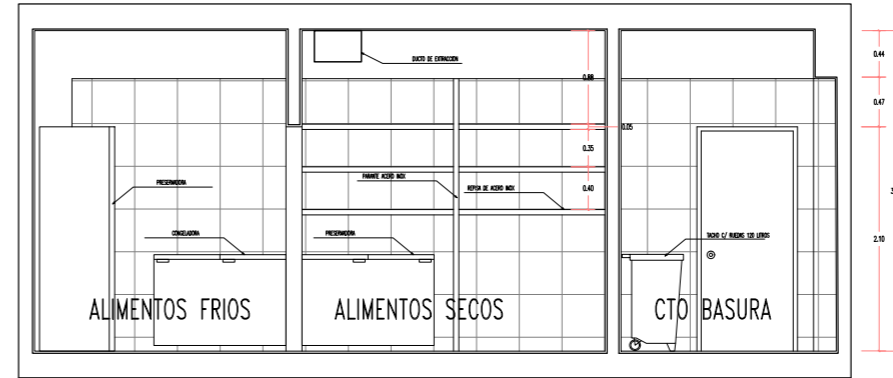 DUCTO DE EXTRACCION
0.44
0.88
0.47
0.05
0.35
PRESERVADORA
PARANTE ACERO INOX
REPISA DE ACERO INOX
0.40
3
CONGELADORA
PRESERVADORA
TACHO C/ RUEDAS 120 LITROS
2.10
ALIMENTOS FRIOS
ALIMENTOS SECOS
CTO BASURA